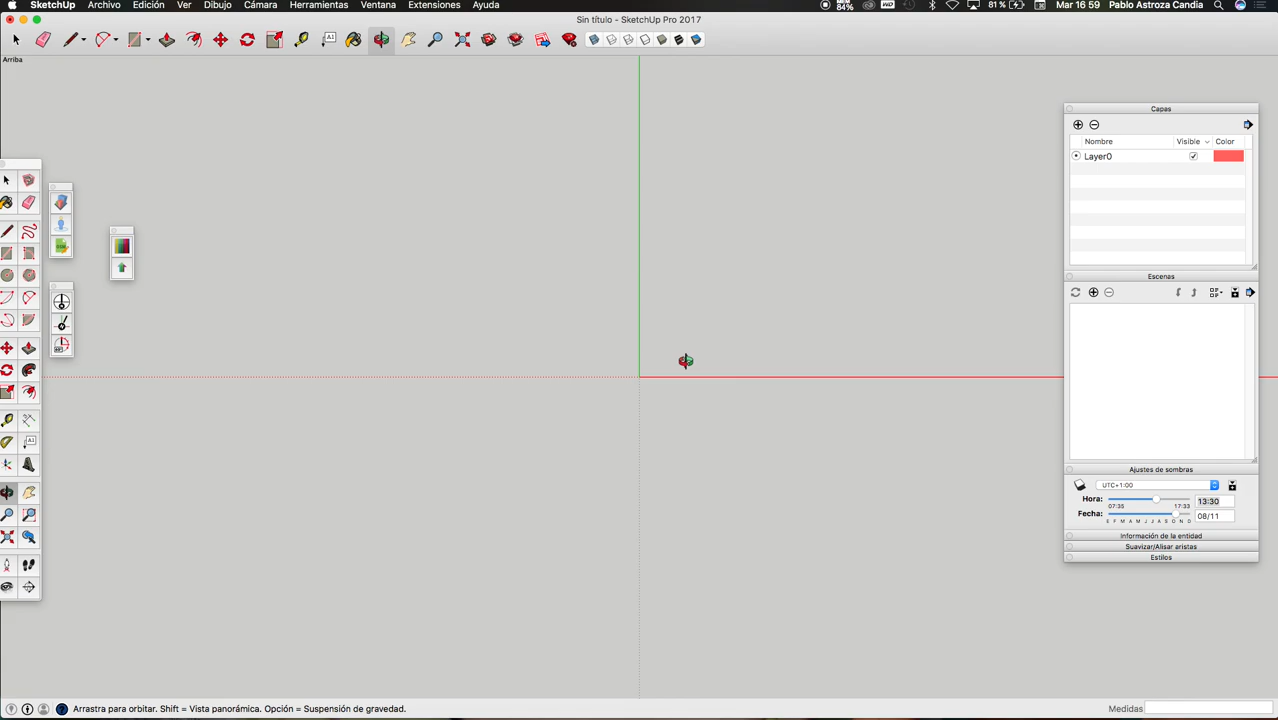 SketchUp Archivo Edición Ver Dibujo Cámara Herramientas Ventana Extensiones Ayuda 84% 81 % Mar 16 59 Pablo Astroza Candia
Sin título - SketchUp Pro 2017
Arriba
Capas
Nombre Visible Color
Layer0
Escenas
Ajustes de sombras
UTC+1:00
Hora: 13:30
07:35 17:33
Fecha: 08/11
E F M A M J J A S O N D
Información de la entidad
Suavizar/Alisar aristas
Estilos
Arrastra para orbitar. Shift = Vista panorámica. Opción = Suspensión de gravedad. Medidas